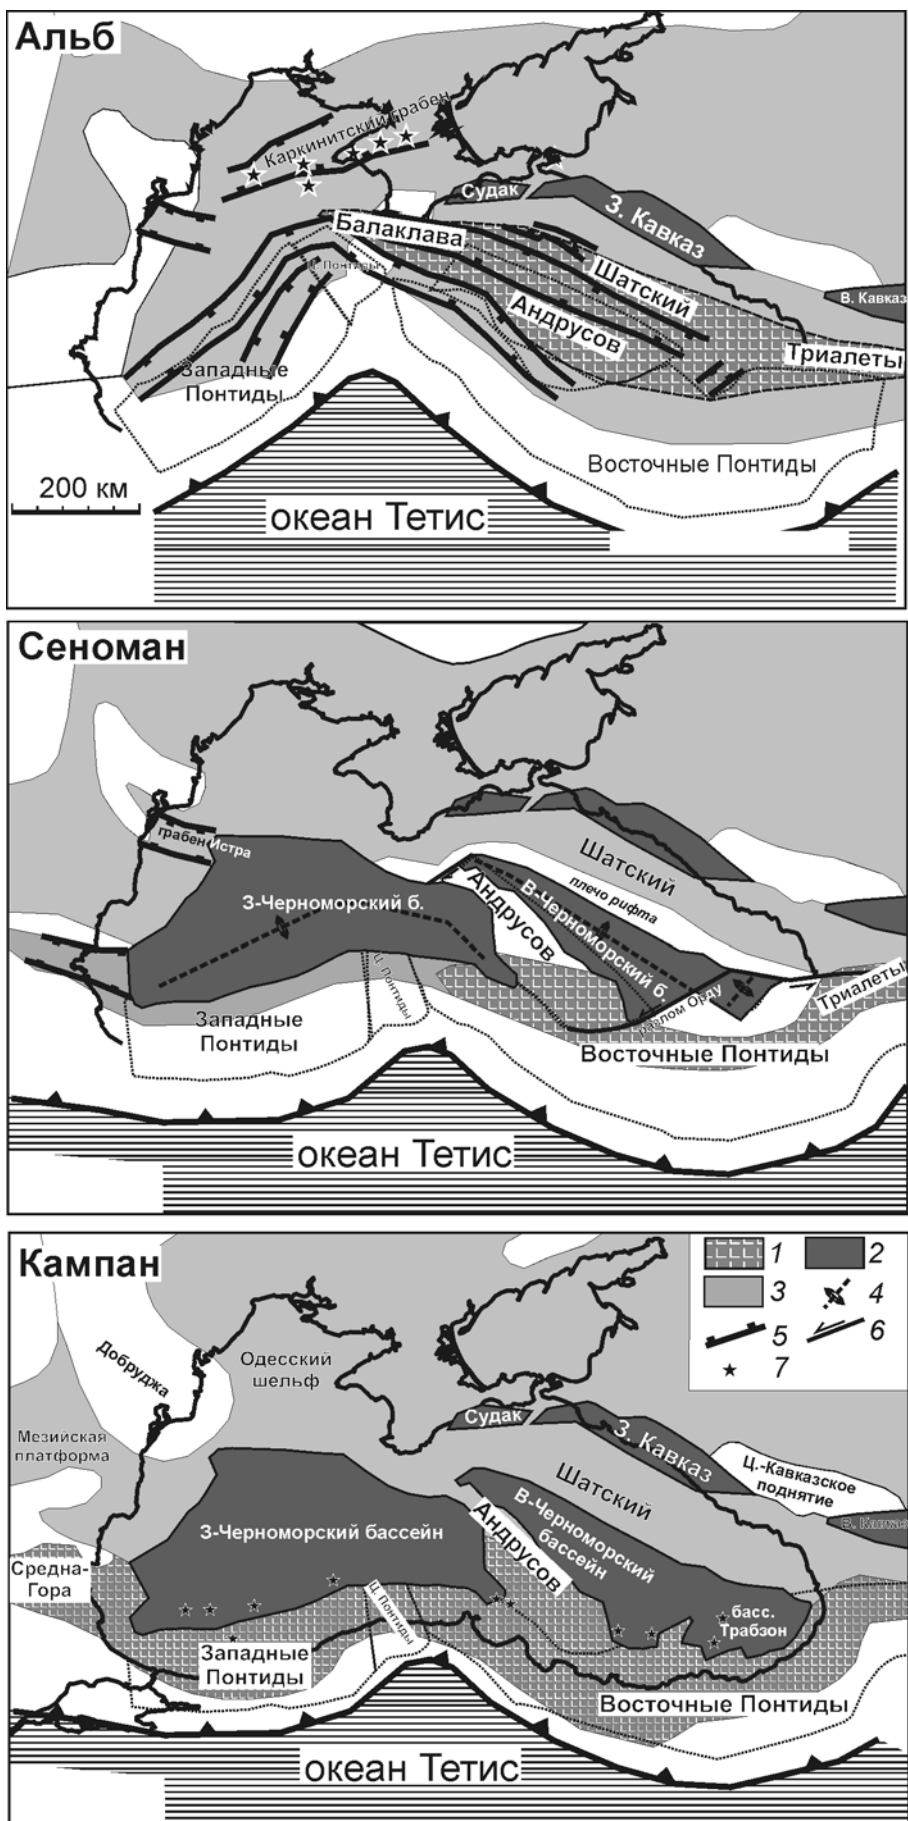 Альб
Каркинитский грабен
Судак
З. Кавказ
Балаклава
Ц. Понтиды
Шатский
Андрусов
В. Кавказ
Триалеты
Западные
Понтиды
Восточные Понтиды
200 км
океан Тетис
Сеноман
грабен Истра
Шатский
З-Черноморский б.
Андрусов
плечо рифта
В-Черноморский б.
Ц. Понтиды
разлом Орду
Триалеты
Западные
Понтиды
Восточные Понтиды
океан Тетис
Кампан
1
2
3
4
5
6
7
Добруджа
Одесский
шельф
Мезийская
платформа
Судак
З. Кавказ
Ц.-Кавказское
поднятие
Шатский
В. Кавказ
З-Черноморский бассейн
Андрусов
В-Черноморский
бассейн
Средна-
Гора
басс.
Трабзон
Ц. Понтиды
Западные
Понтиды
Восточные Понтиды
океан Тетис